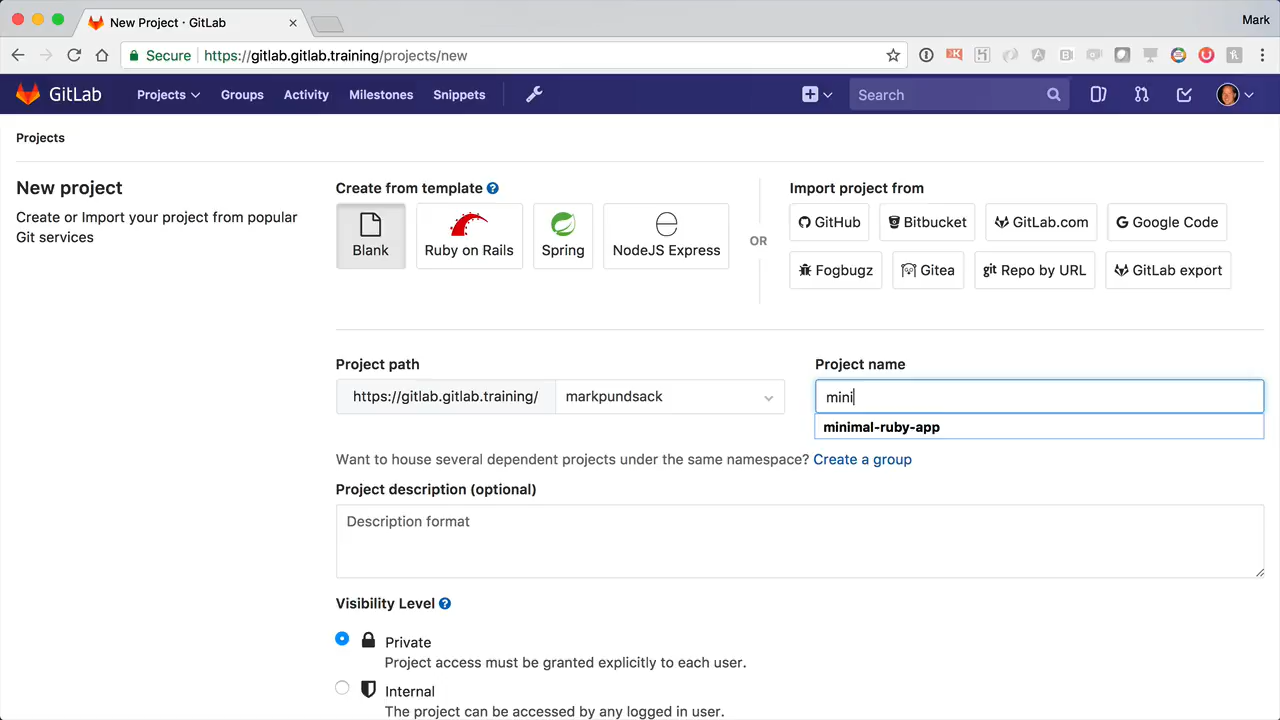 New Project · GitLab
Mark
Secure https://gitlab.gitlab.training/projects/new
GitLab Projects Groups Activity Milestones Snippets Search
Projects
New project
Create or Import your project from popular
Git services
Create from template
Blank Ruby on Rails Spring NodeJS Express
OR
Import project from
GitHub Bitbucket GitLab.com Google Code
Fogbugz Gitea git Repo by URL GitLab export
Project path
https://gitlab.gitlab.training/ markpundsack
Project name
mini
minimal-ruby-app
Want to house several dependent projects under the same namespace? Create a group
Project description (optional)
Description format
Visibility Level
Private
Project access must be granted explicitly to each user.
Internal
The project can be accessed by any logged in user.